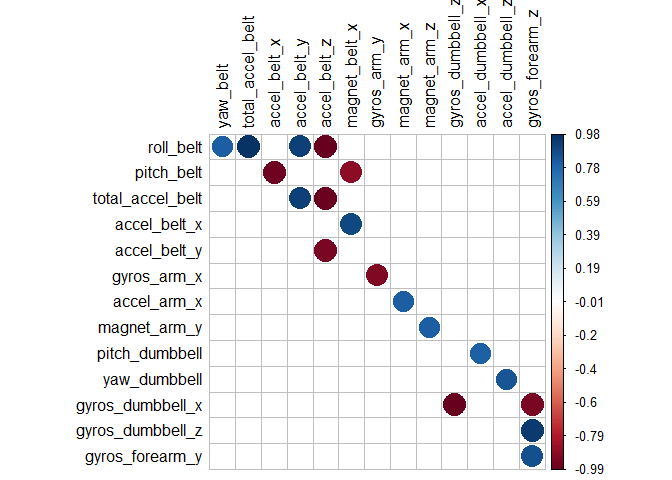 yaw_belt
total_accel_belt
accel_belt_x
accel_belt_y
accel_belt_z
magnet_belt_x
gyros_arm_y
magnet_arm_x
magnet_arm_z
gyros_dumbbell_z
accel_dumbbell_x
accel_dumbbell_z
gyros_forearm_z
roll_belt
pitch_belt
total_accel_belt
accel_belt_x
accel_belt_y
gyros_arm_x
accel_arm_x
magnet_arm_y
pitch_dumbbell
yaw_dumbbell
gyros_dumbbell_x
gyros_dumbbell_z
gyros_forearm_y
0.98
0.78
0.59
0.39
0.19
-0.01
-0.2
-0.4
-0.6
-0.79
-0.99